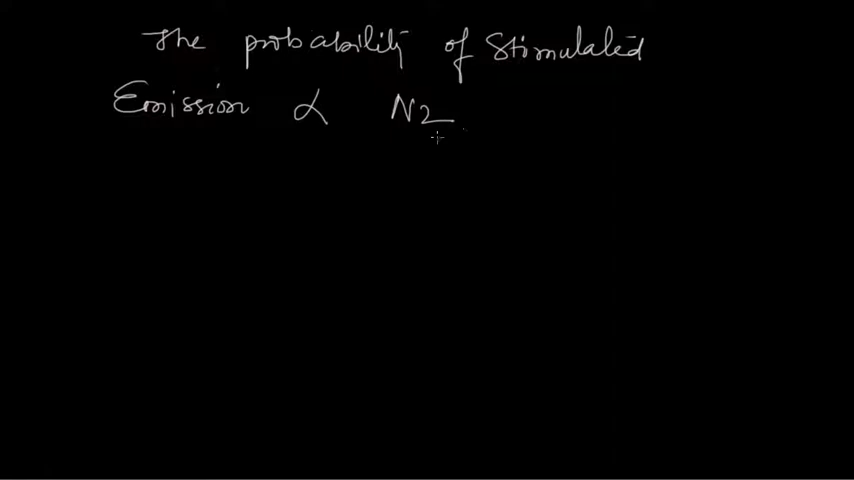 The probability of Stimulated
Emission ∝ N2